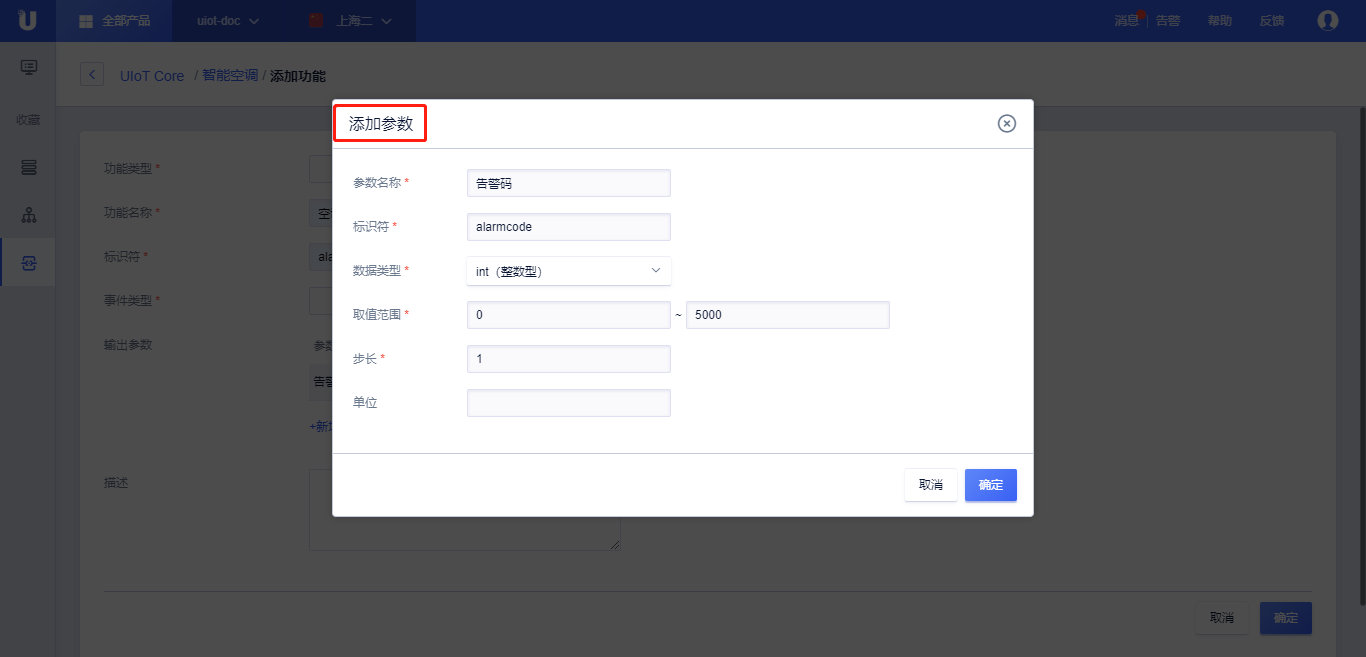 全部产品 uiot-doc 上海二 消息 告警 帮助 反馈
UIoT Core / 智能空调 / 添加功能
收藏
添加参数
功能类型 *
参数名称 * 告警码
功能名称 * 空
标识符 * alarmcode
标识符 * ala
数据类型 * int（整数型）
事件类型 *
取值范围 * 0 ~ 5000
输出参数 参数
步长 * 1
告警
单位
+新增
描述
取消 确定
取消 确定